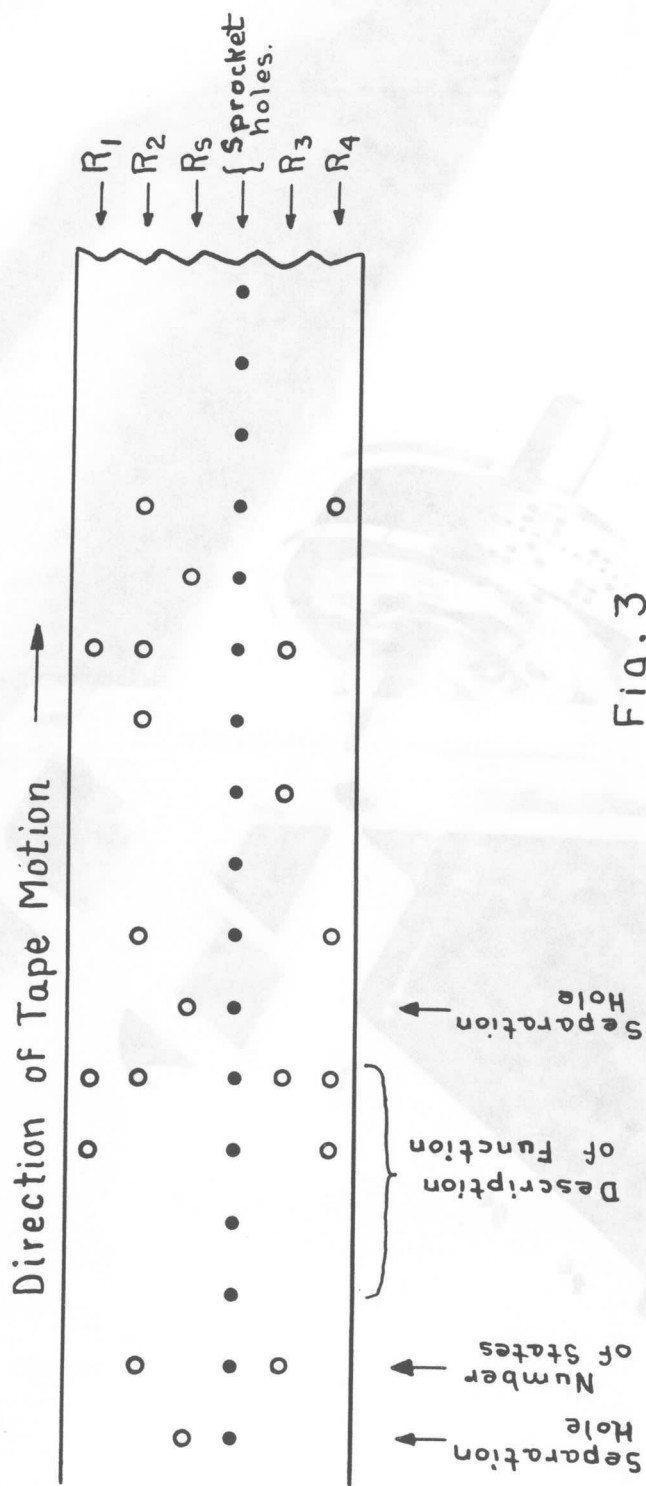 Direction of Tape Motion
R1
R2
RS
Sprocket
holes.
R3
R4
Separation
Hole
Number
of States
Description
of Function
Separation
Hole
Fig. 3